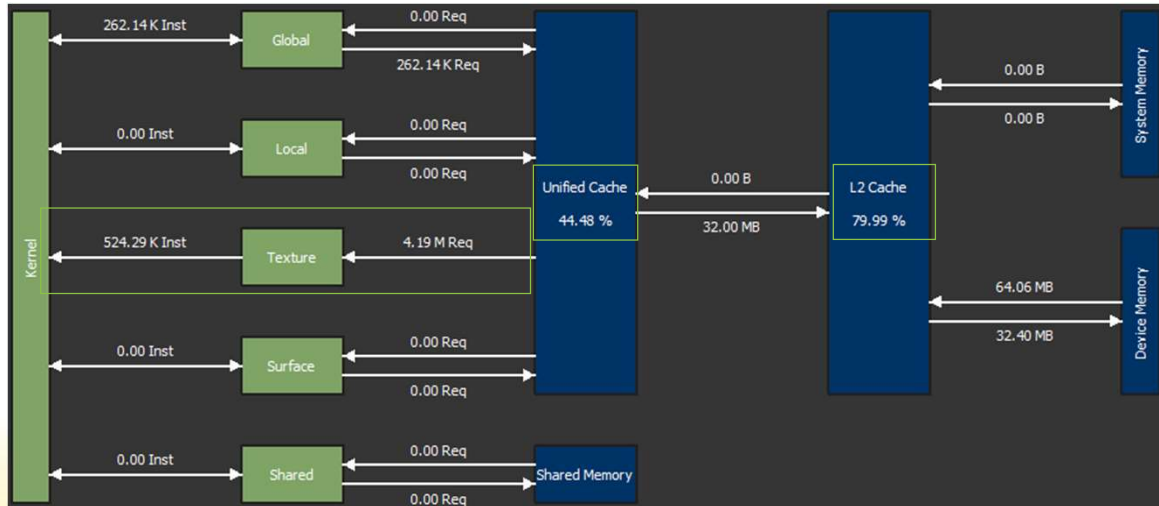 262.14 K Inst
Global
0.00 Req
262.14 K Req
0.00 Inst
Local
0.00 Req
0.00 Req
Kernel
524.29 K Inst
Texture
4.19 M Req
0.00 Inst
Surface
0.00 Req
0.00 Req
0.00 Inst
Shared
0.00 Req
0.00 Req
Unified Cache
44.48 %
Shared Memory
0.00 B
32.00 MB
L2 Cache
79.99 %
0.00 B
0.00 B
System Memory
64.06 MB
32.40 MB
Device Memory